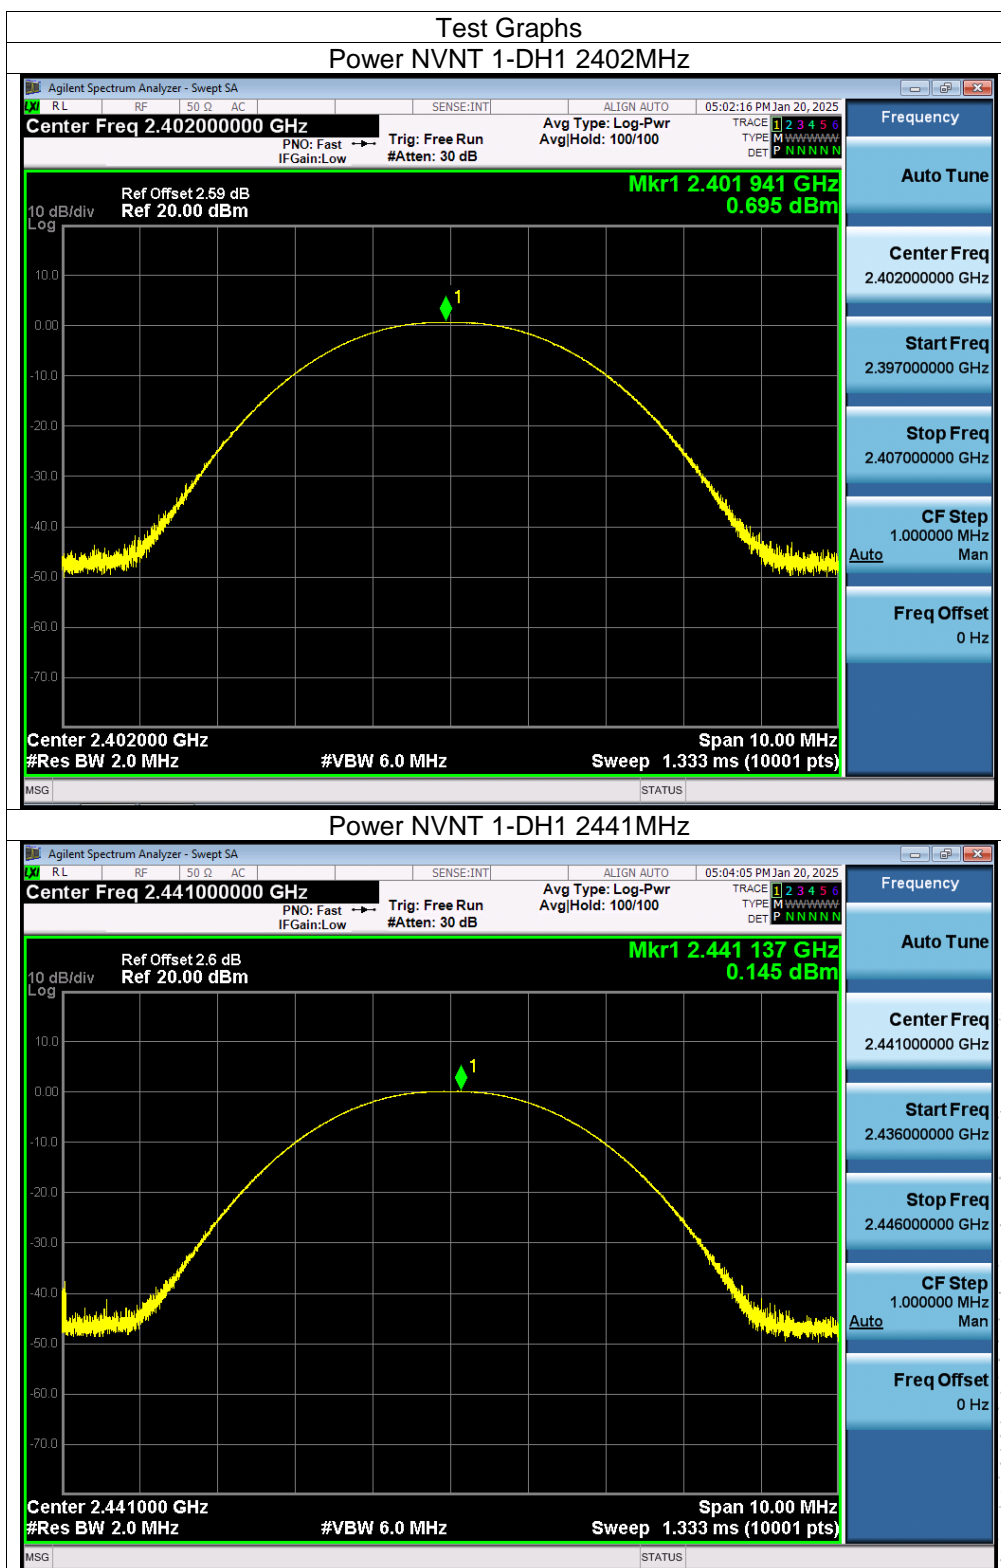 Test Graphs
Power NVNT 1-DH1 2402MHz
Agilent Spectrum Analyzer - Swept SA
LXI RL RF 50 Ω AC SENSE:INT ALIGN AUTO 05:02:16 PM Jan 20, 2025
Center Freq 2.402000000 GHz
PNO: Fast
IFGain:Low
Trig: Free Run
#Atten: 30 dB
Avg Type: Log-Pwr
Avg|Hold: 100/100
TRACE 1 2 3 4 5 6
TYPE M WWWWW
DET P N N N N N
Frequency
Mkr1 2.401 941 GHz
0.695 dBm
Ref Offset 2.59 dB
10 dB/div Ref 20.00 dBm
Log
10.0
0.00
-10.0
-20.0
-30.0
-40.0
-50.0
-60.0
-70.0
1
Center 2.402000 GHz Span 10.00 MHz
#Res BW 2.0 MHz #VBW 6.0 MHz Sweep 1.333 ms (10001 pts)
Auto Tune
Center Freq
2.402000000 GHz
Start Freq
2.397000000 GHz
Stop Freq
2.407000000 GHz
CF Step
1.000000 MHz
Auto Man
Freq Offset
0 Hz
MSG STATUS
Power NVNT 1-DH1 2441MHz
Agilent Spectrum Analyzer - Swept SA
LXI RL RF 50 Ω AC SENSE:INT ALIGN AUTO 05:04:05 PM Jan 20, 2025
Center Freq 2.441000000 GHz
PNO: Fast
IFGain:Low
Trig: Free Run
#Atten: 30 dB
Avg Type: Log-Pwr
Avg|Hold: 100/100
TRACE 1 2 3 4 5 6
TYPE M WWWWW
DET P N N N N N
Frequency
Mkr1 2.441 137 GHz
0.145 dBm
Ref Offset 2.6 dB
10 dB/div Ref 20.00 dBm
Log
10.0
0.00
-10.0
-20.0
-30.0
-40.0
-50.0
-60.0
-70.0
1
Center 2.441000 GHz Span 10.00 MHz
#Res BW 2.0 MHz #VBW 6.0 MHz Sweep 1.333 ms (10001 pts)
Auto Tune
Center Freq
2.441000000 GHz
Start Freq
2.436000000 GHz
Stop Freq
2.446000000 GHz
CF Step
1.000000 MHz
Auto Man
Freq Offset
0 Hz
MSG STATUS